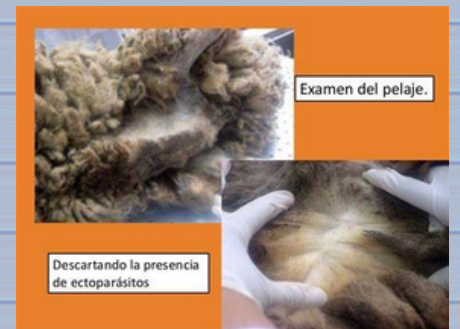 Examen del pelaje.
Descartando la presencia
de ectoparásitos